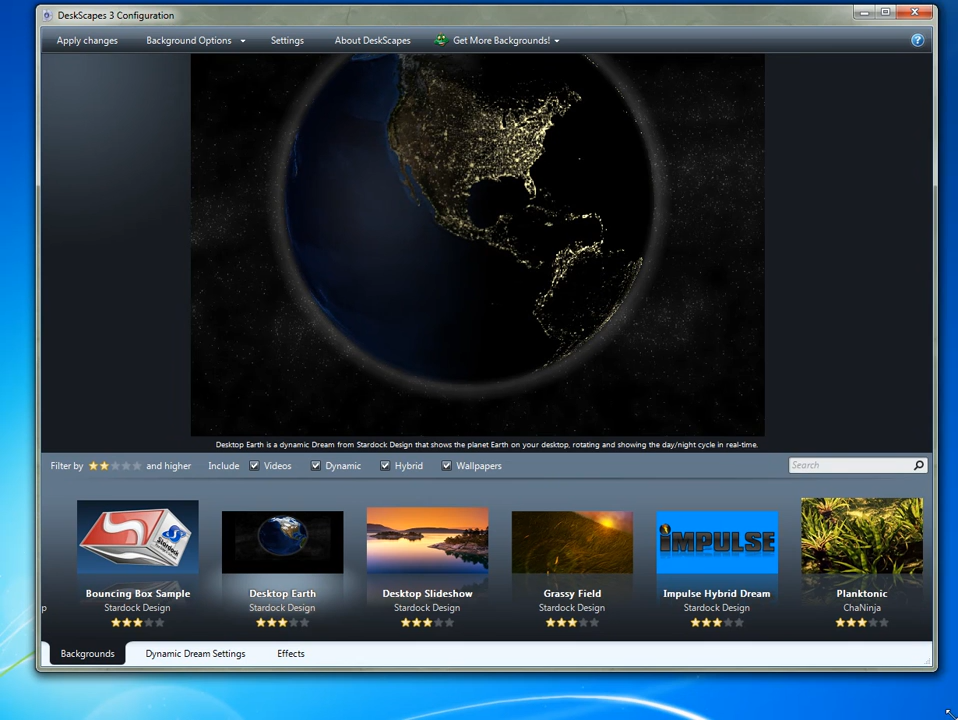 DeskScapes 3 Configuration
Apply changes Background Options Settings About DeskScapes Get More Backgrounds! ?
Desktop Earth is a dynamic Dream from Stardock Design that shows the planet Earth on your desktop, rotating and showing the day/night cycle in real-time.
Filter by and higher Include Videos Dynamic Hybrid Wallpapers Search
Stardock
iMPULSE
Bouncing Box Sample Desktop Earth Desktop Slideshow Grassy Field Impulse Hybrid Dream Planktonic
p Stardock Design Stardock Design Stardock Design Stardock Design Stardock Design ChaNinja
Backgrounds Dynamic Dream Settings Effects